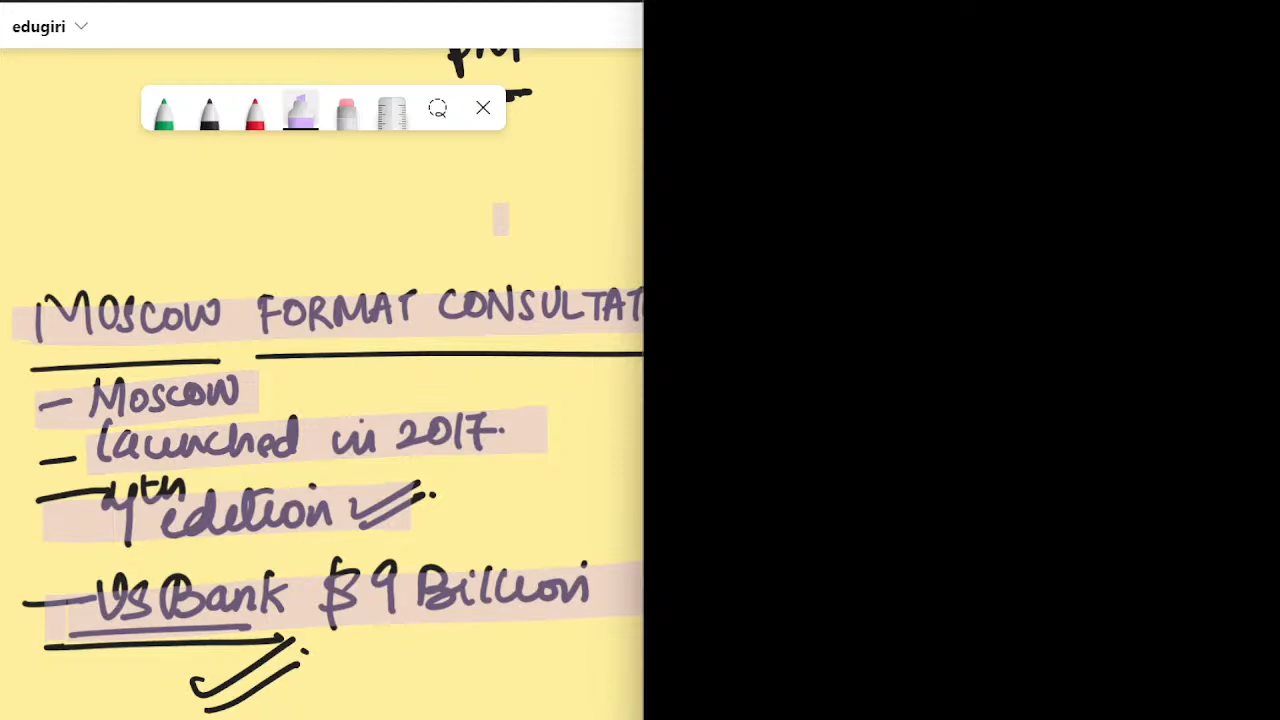 edugiri
MOSCOW FORMAT CONSULTAT
- Moscow
- launched in 2017.
- 4th edition
- US Bank $9 Billion